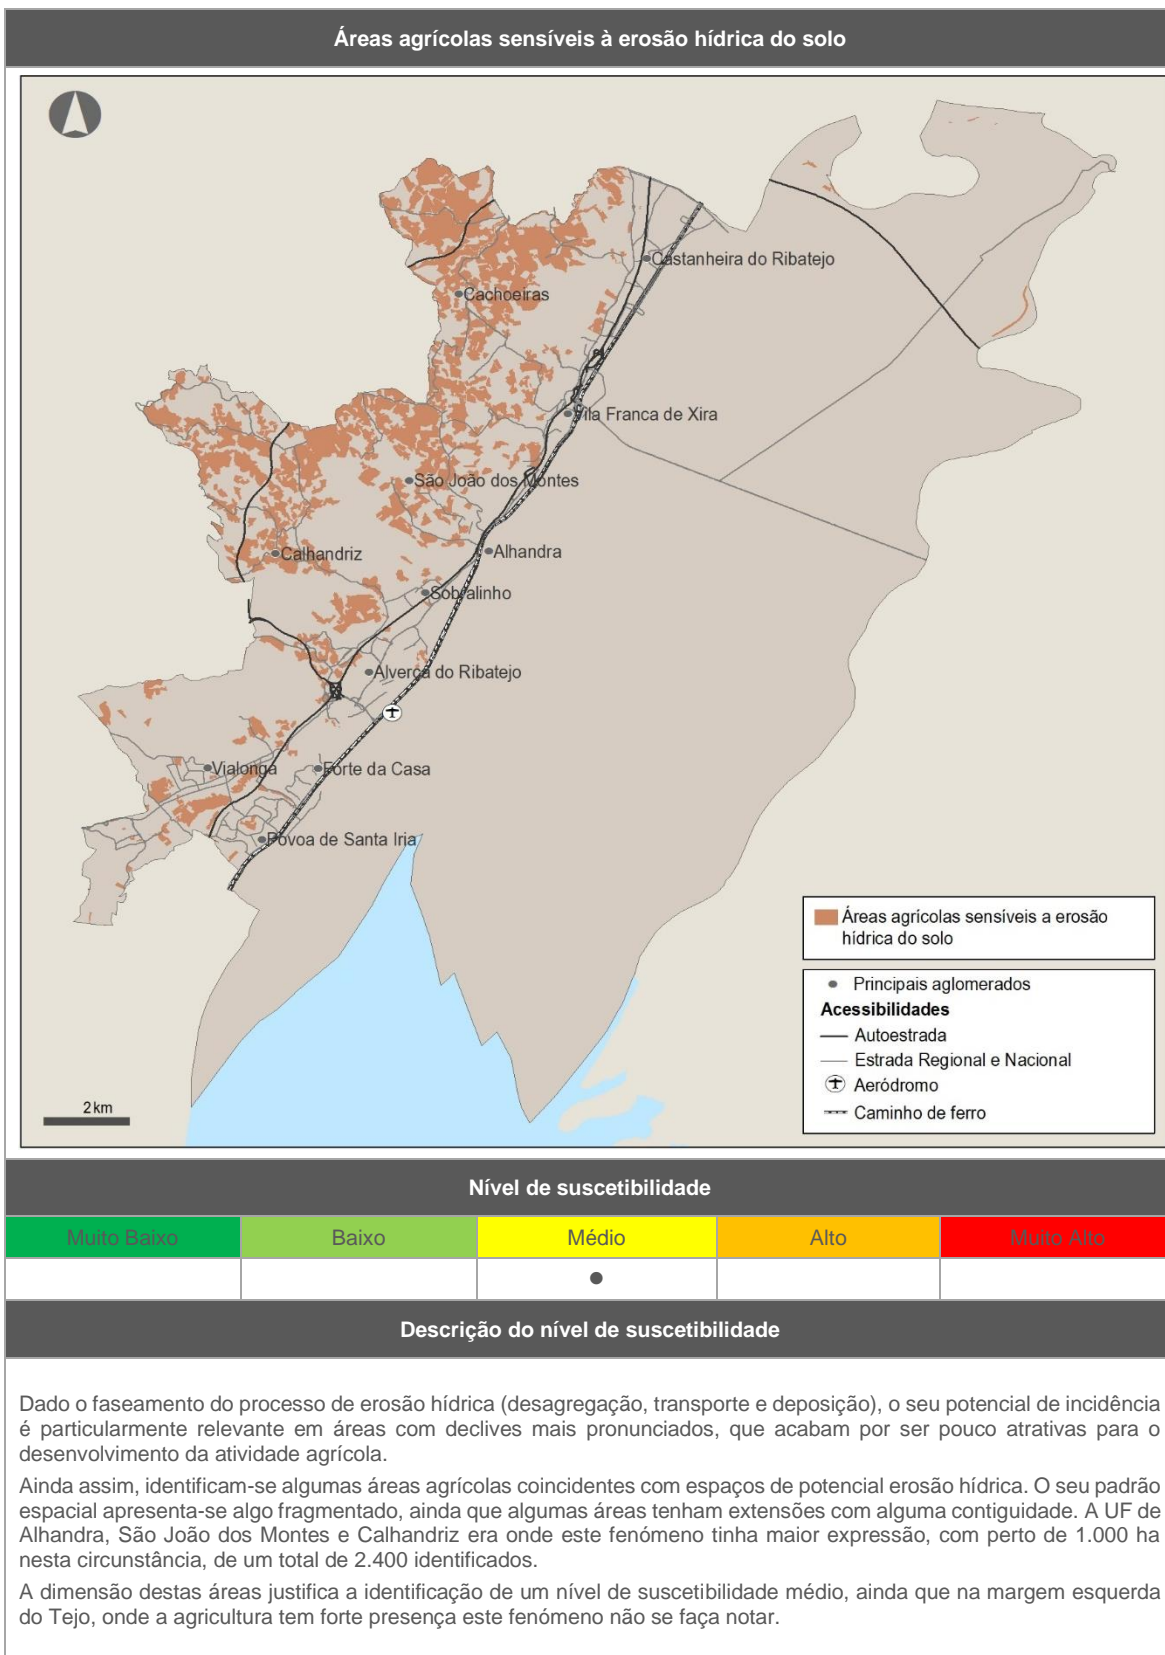 Áreas agrícolas sensíveis à erosão hídrica do solo
Castanheira do Ribatejo
Cachoeiras
Vila Franca de Xira
São João dos Montes
Calhandriz
Alhandra
Sobralinho
Alverca do Ribatejo
Vialonga
Forte da Casa
Póvoa de Santa Iria
Áreas agrícolas sensíveis a erosão
hídrica do solo
Principais aglomerados
Acessibilidades
Autoestrada
Estrada Regional e Nacional
Aeródromo
Caminho de ferro
2 km
Nível de suscetibilidade
Muito Baixo Baixo Médio Alto Muito Alto
Descrição do nível de suscetibilidade
Dado o faseamento do processo de erosão hídrica (desagregação, transporte e deposição), o seu potencial de incidência
é particularmente relevante em áreas com declives mais pronunciados, que acabam por ser pouco atrativas para o
desenvolvimento da atividade agrícola.
Ainda assim, identificam-se algumas áreas agrícolas coincidentes com espaços de potencial erosão hídrica. O seu padrão
espacial apresenta-se algo fragmentado, ainda que algumas áreas tenham extensões com alguma contiguidade. A UF de
Alhandra, São João dos Montes e Calhandriz era onde este fenómeno tinha maior expressão, com perto de 1.000 ha
nesta circunstância, de um total de 2.400 identificados.
A dimensão destas áreas justifica a identificação de um nível de suscetibilidade médio, ainda que na margem esquerda
do Tejo, onde a agricultura tem forte presença este fenómeno não se faça notar.